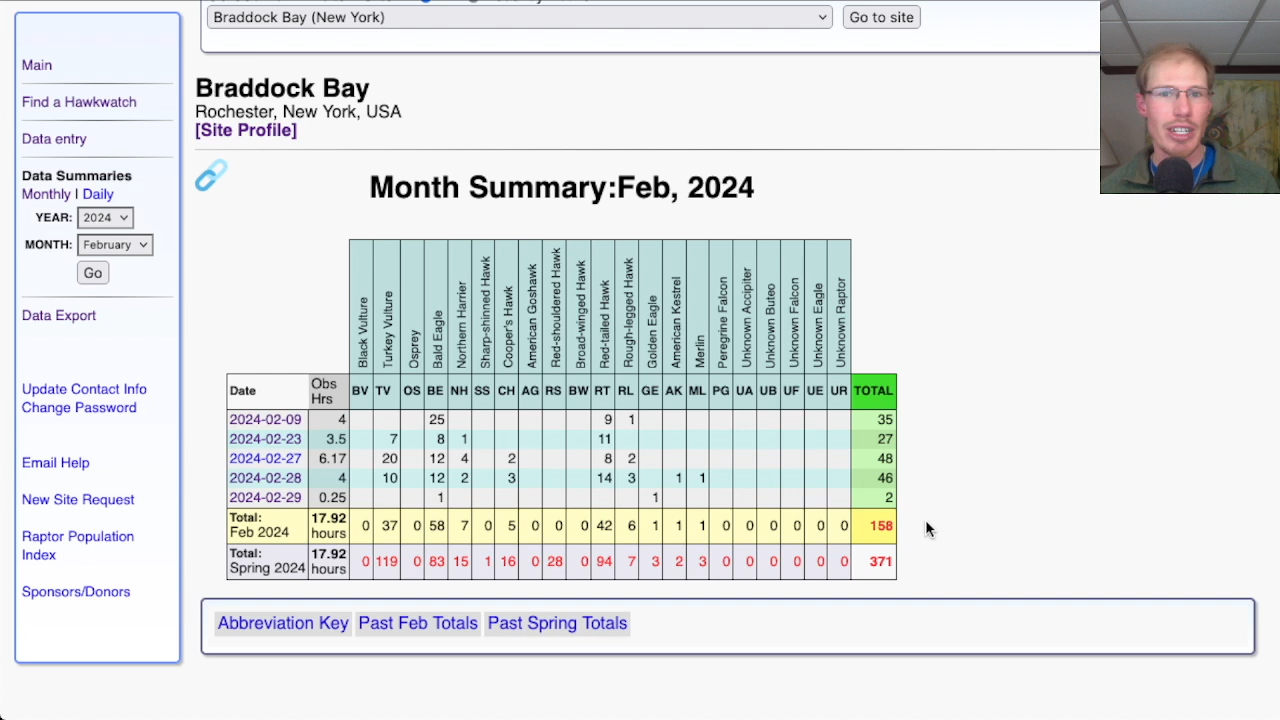 Braddock Bay (New York)
Go to site
Main
Find a Hawkwatch
Data entry
Data Summaries
Monthly | Daily
YEAR: 2024
MONTH: February
Go
Data Export
Update Contact Info
Change Password
Email Help
New Site Request
Raptor Population
Index
Sponsors/Donors
Braddock Bay
Rochester, New York, USA
[Site Profile]
Month Summary:Feb, 2024
Black Vulture Turkey Vulture Osprey Bald Eagle Northern Harrier Sharp-shinned Hawk Cooper's Hawk American Goshawk Red-shouldered Hawk Broad-winged Hawk Red-tailed Hawk Rough-legged Hawk Golden Eagle American Kestrel Merlin Peregrine Falcon Unknown Accipiter Unknown Buteo Unknown Falcon Unknown Eagle Unknown Raptor
Date Obs Hrs BV TV OS BE NH SS CH AG RS BW RT RL GE AK ML PG UA UB UF UE UR TOTAL
2024-02-09 4 25 9 1 35
2024-02-23 3.5 7 8 1 11 27
2024-02-27 6.17 20 12 4 2 8 2 48
2024-02-28 4 10 12 2 3 14 3 1 1 46
2024-02-29 0.25 1 1 2
Total: Feb 2024 17.92 hours 0 37 0 58 7 0 5 0 0 0 42 6 1 1 1 0 0 0 0 0 0 158
Total: Spring 2024 17.92 hours 0 119 0 83 15 1 16 0 28 0 94 7 3 2 3 0 0 0 0 0 0 371
Abbreviation Key Past Feb Totals Past Spring Totals